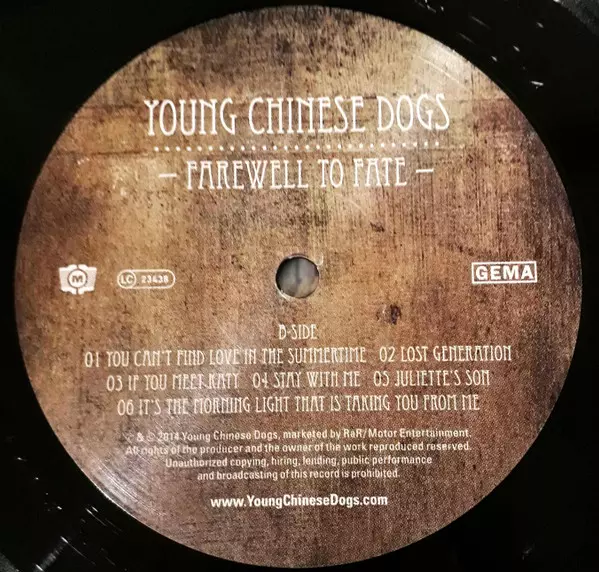 YOUNG CHINESE DOGS
– FAREWELL TO FATE –
M LC 23438 GEMA
B-SIDE
01 YOU CAN'T FIND LOVE IN THE SUMMERTIME 02 LOST GENERATION
03 IF YOU MEET KATY 04 STAY WITH ME 05 JULIETTE'S SON
06 IT'S THE MORNING LIGHT THAT IS TAKING YOU FROM ME
℗ & © 2014 Young Chinese Dogs, marketed by RaR/Motor Entertainment.
All rights of the producer and the owner of the work reproduced reserved.
Unauthorized copying, hiring, lending, public performance
and broadcasting of this record is prohibited.
www.YoungChineseDogs.com